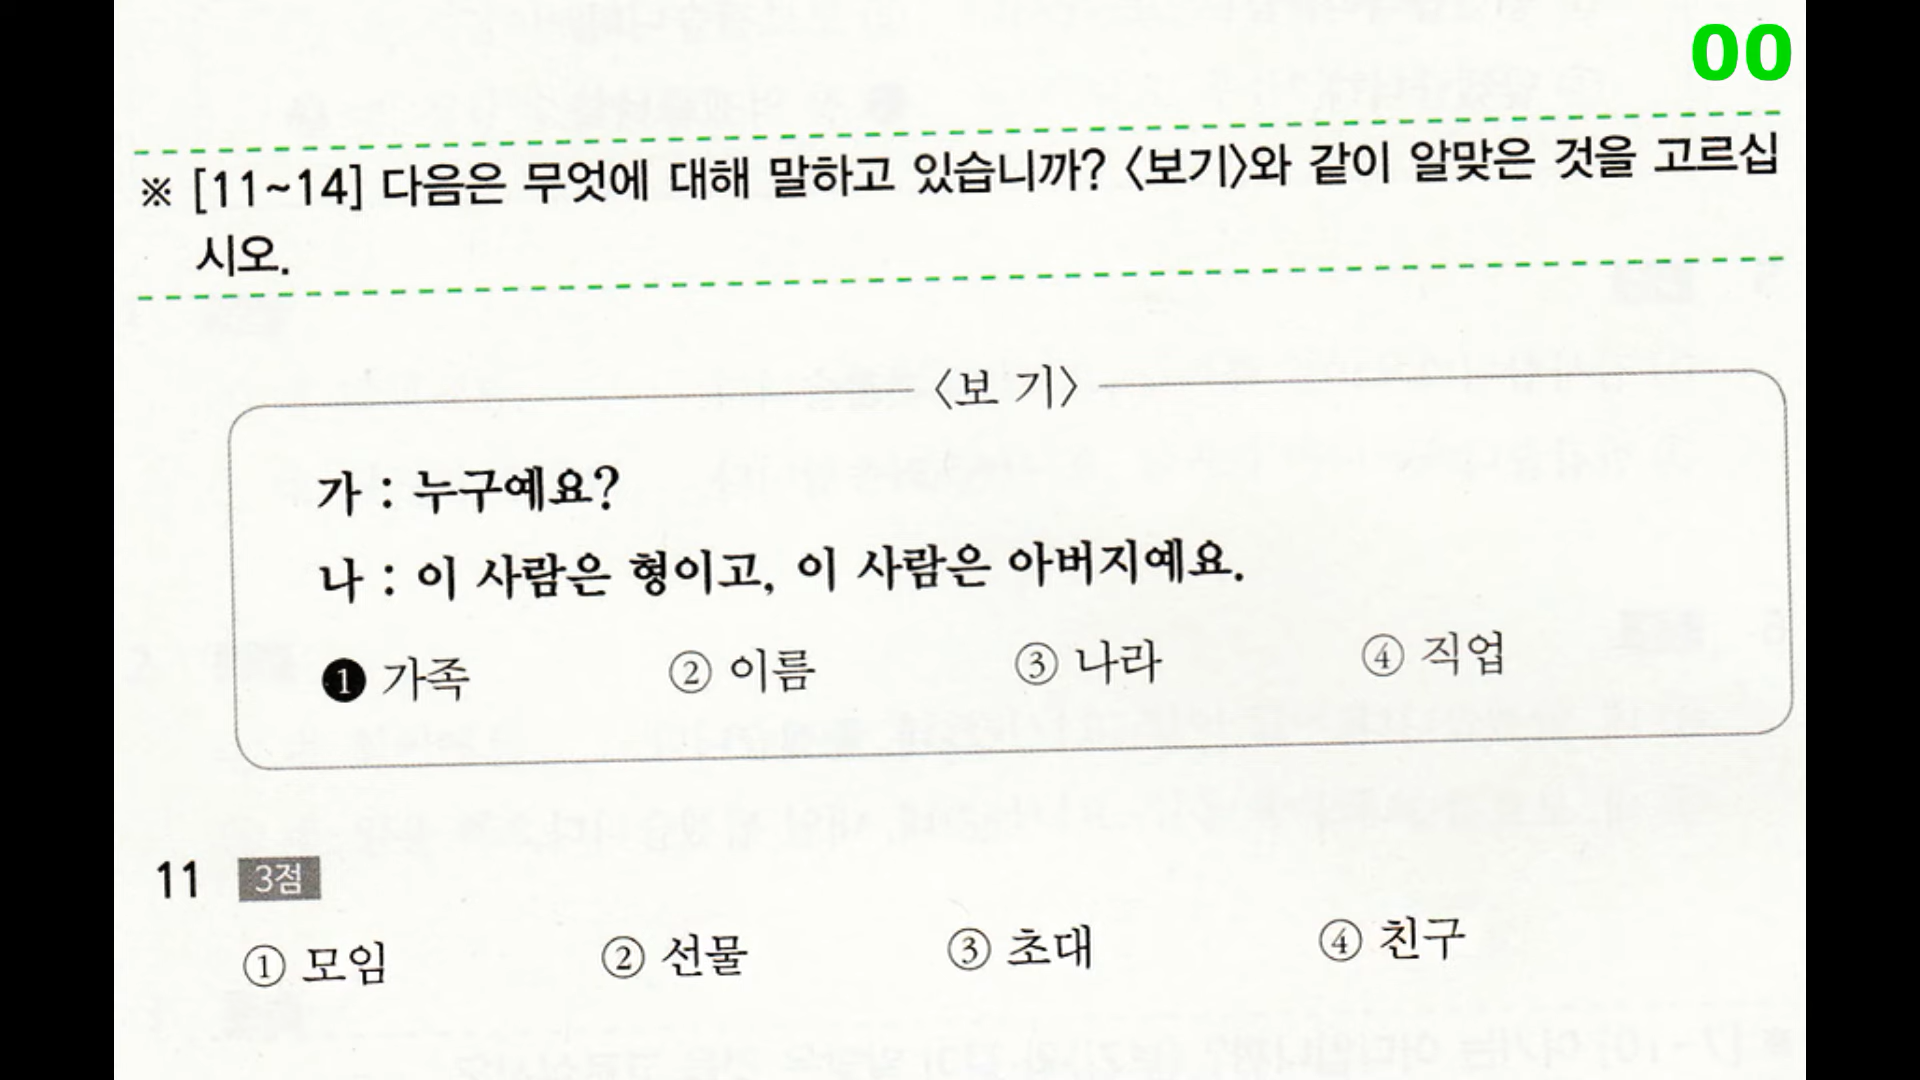 00
※ [11~14] 다음은 무엇에 대해 말하고 있습니까? 〈보기〉와 같이 알맞은 것을 고르십
시오.
〈보 기〉
가 : 누구예요?
나 : 이 사람은 형이고, 이 사람은 아버지예요.
❶ 가족 ② 이름 ③ 나라 ④ 직업
11 3점
① 모임 ② 선물 ③ 초대 ④ 친구